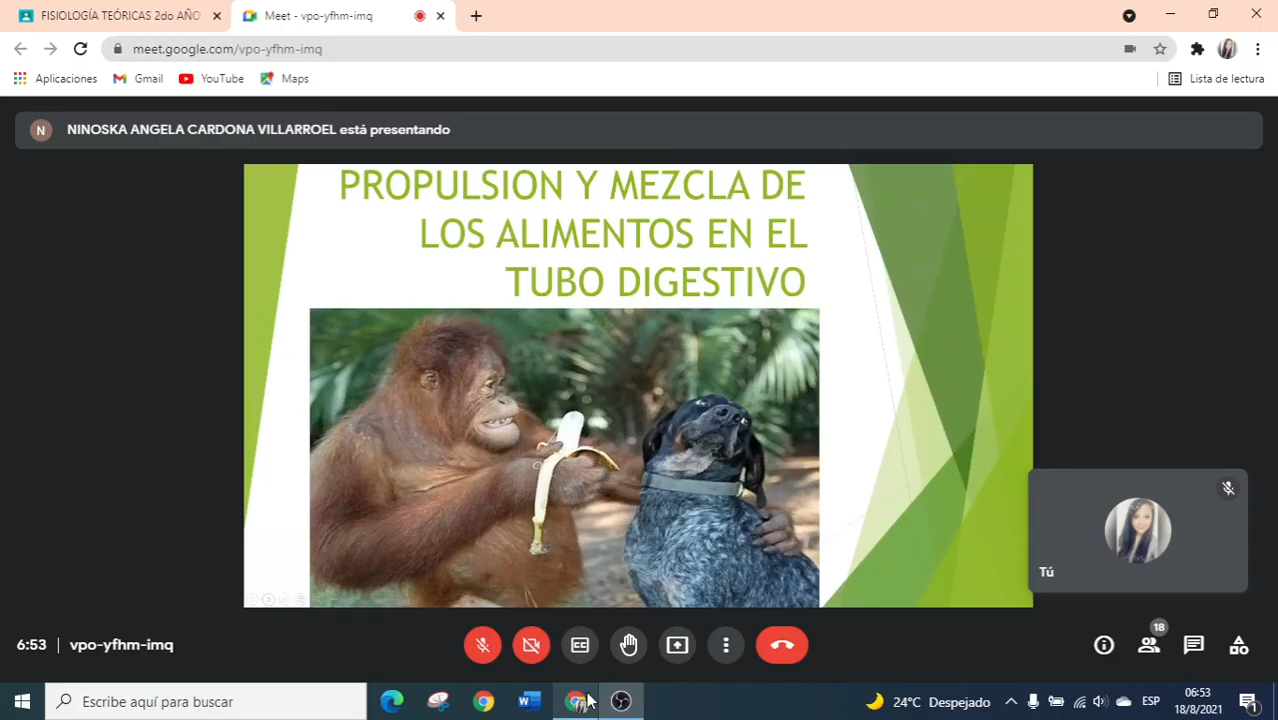 FISIOLOGÍA TEÓRICAS 2do AÑO
Meet - vpo-yfhm-imq
meet.google.com/vpo-yfhm-imq
Aplicaciones
Gmail
YouTube
Maps
Lista de lectura
N
NINOSKA ANGELA CARDONA VILLARROEL está presentando
PROPULSION Y MEZCLA DE
LOS ALIMENTOS EN EL
TUBO DIGESTIVO
Tú
6:53 | vpo-yfhm-imq
CC
18
Escribe aquí para buscar
24°C Despejado
ESP
06:53
18/8/2021
1